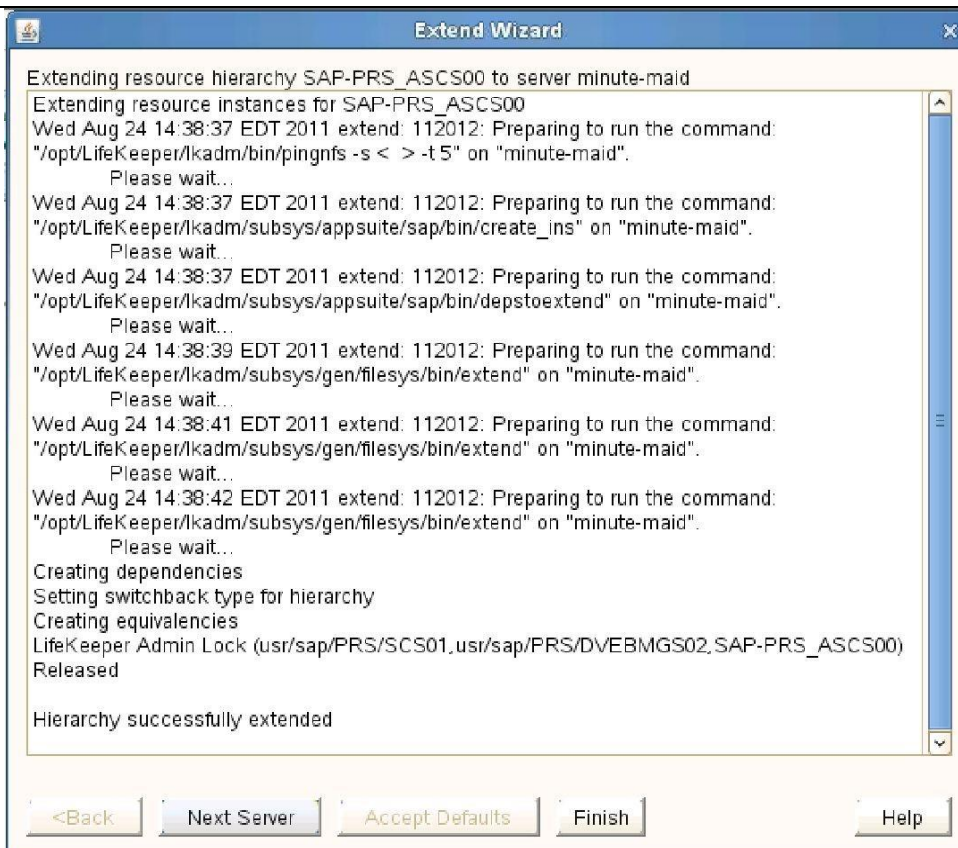 Extend Wizard
Extending resource hierarchy SAP-PRS_ASCS00 to server minute-maid
Extending resource instances for SAP-PRS_ASCS00
Wed Aug 24 14:38:37 EDT 2011 extend: 112012: Preparing to run the command:
"/opt/LifeKeeper/lkadm/bin/pingnfs -s < > -t 5" on "minute-maid".
Please wait...
Wed Aug 24 14:38:37 EDT 2011 extend: 112012: Preparing to run the command:
"/opt/LifeKeeper/lkadm/subsys/appsuite/sap/bin/create_ins" on "minute-maid".
Please wait...
Wed Aug 24 14:38:37 EDT 2011 extend: 112012: Preparing to run the command:
"/opt/LifeKeeper/lkadm/subsys/appsuite/sap/bin/depstoextend" on "minute-maid".
Please wait...
Wed Aug 24 14:38:39 EDT 2011 extend: 112012: Preparing to run the command:
"/opt/LifeKeeper/lkadm/subsys/gen/filesys/bin/extend" on "minute-maid".
Please wait...
Wed Aug 24 14:38:41 EDT 2011 extend: 112012: Preparing to run the command:
"/opt/LifeKeeper/lkadm/subsys/gen/filesys/bin/extend" on "minute-maid".
Please wait...
Wed Aug 24 14:38:42 EDT 2011 extend: 112012: Preparing to run the command:
"/opt/LifeKeeper/lkadm/subsys/gen/filesys/bin/extend" on "minute-maid".
Please wait...
Creating dependencies
Setting switchback type for hierarchy
Creating equivalencies
LifeKeeper Admin Lock (usr/sap/PRS/SCS01,usr/sap/PRS/DVEBMGS02,SAP-PRS_ASCS00)
Released
Hierarchy successfully extended
<Back Next Server Accept Defaults Finish Help